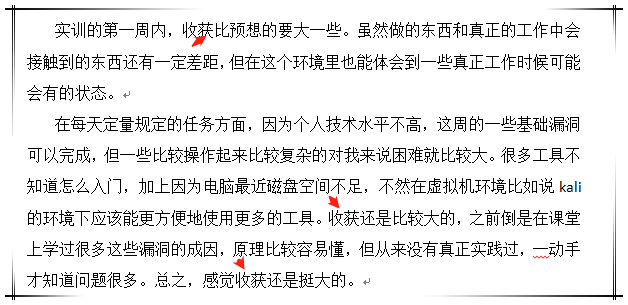 实训的第一周内，收获比预想的要大一些。虽然做的东西和真正的工作中会
接触到的东西还有一定差距，但在这个环境里也能体会到一些真正工作时候可能
会有的状态。
在每天定量规定的任务方面，因为个人技术水平不高，这周的一些基础漏洞
可以完成，但一些比较操作起来比较复杂的对我来说困难就比较大。很多工具不
知道怎么入门，加上因为电脑最近磁盘空间不足，不然在虚拟机环境比如说 kali
的环境下应该能更方便地使用更多的工具。收获还是比较大的，之前倒是在课堂
上学过很多这些漏洞的成因，原理比较容易懂，但从来没有真正实践过，一动手
才知道问题很多。总之，感觉收获还是挺大的。